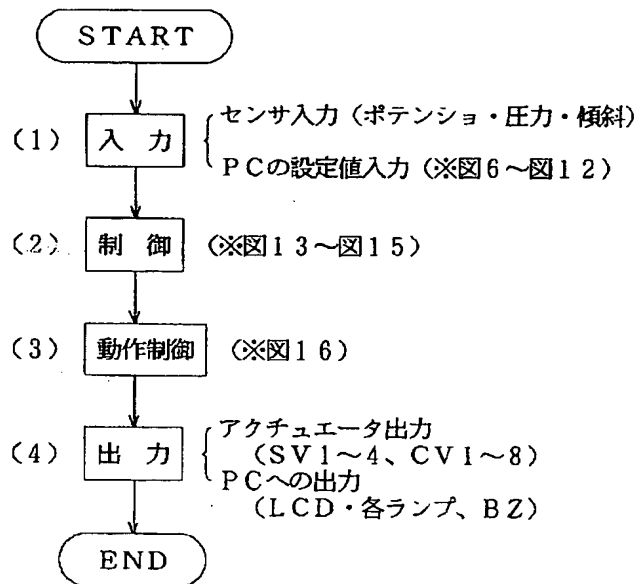 START
センサ入力（ポテンショ・圧力・傾斜）
（1） 入 力
PCの設定値入力（※図6～図12）
（2） 制 御 （※図13～図15）
（3） 動作制御 （※図16）
アクチュエータ出力
（4） 出 力 （SV1～4、CV1～8）
PCへの出力
（LCD・各ランプ、BZ）
END